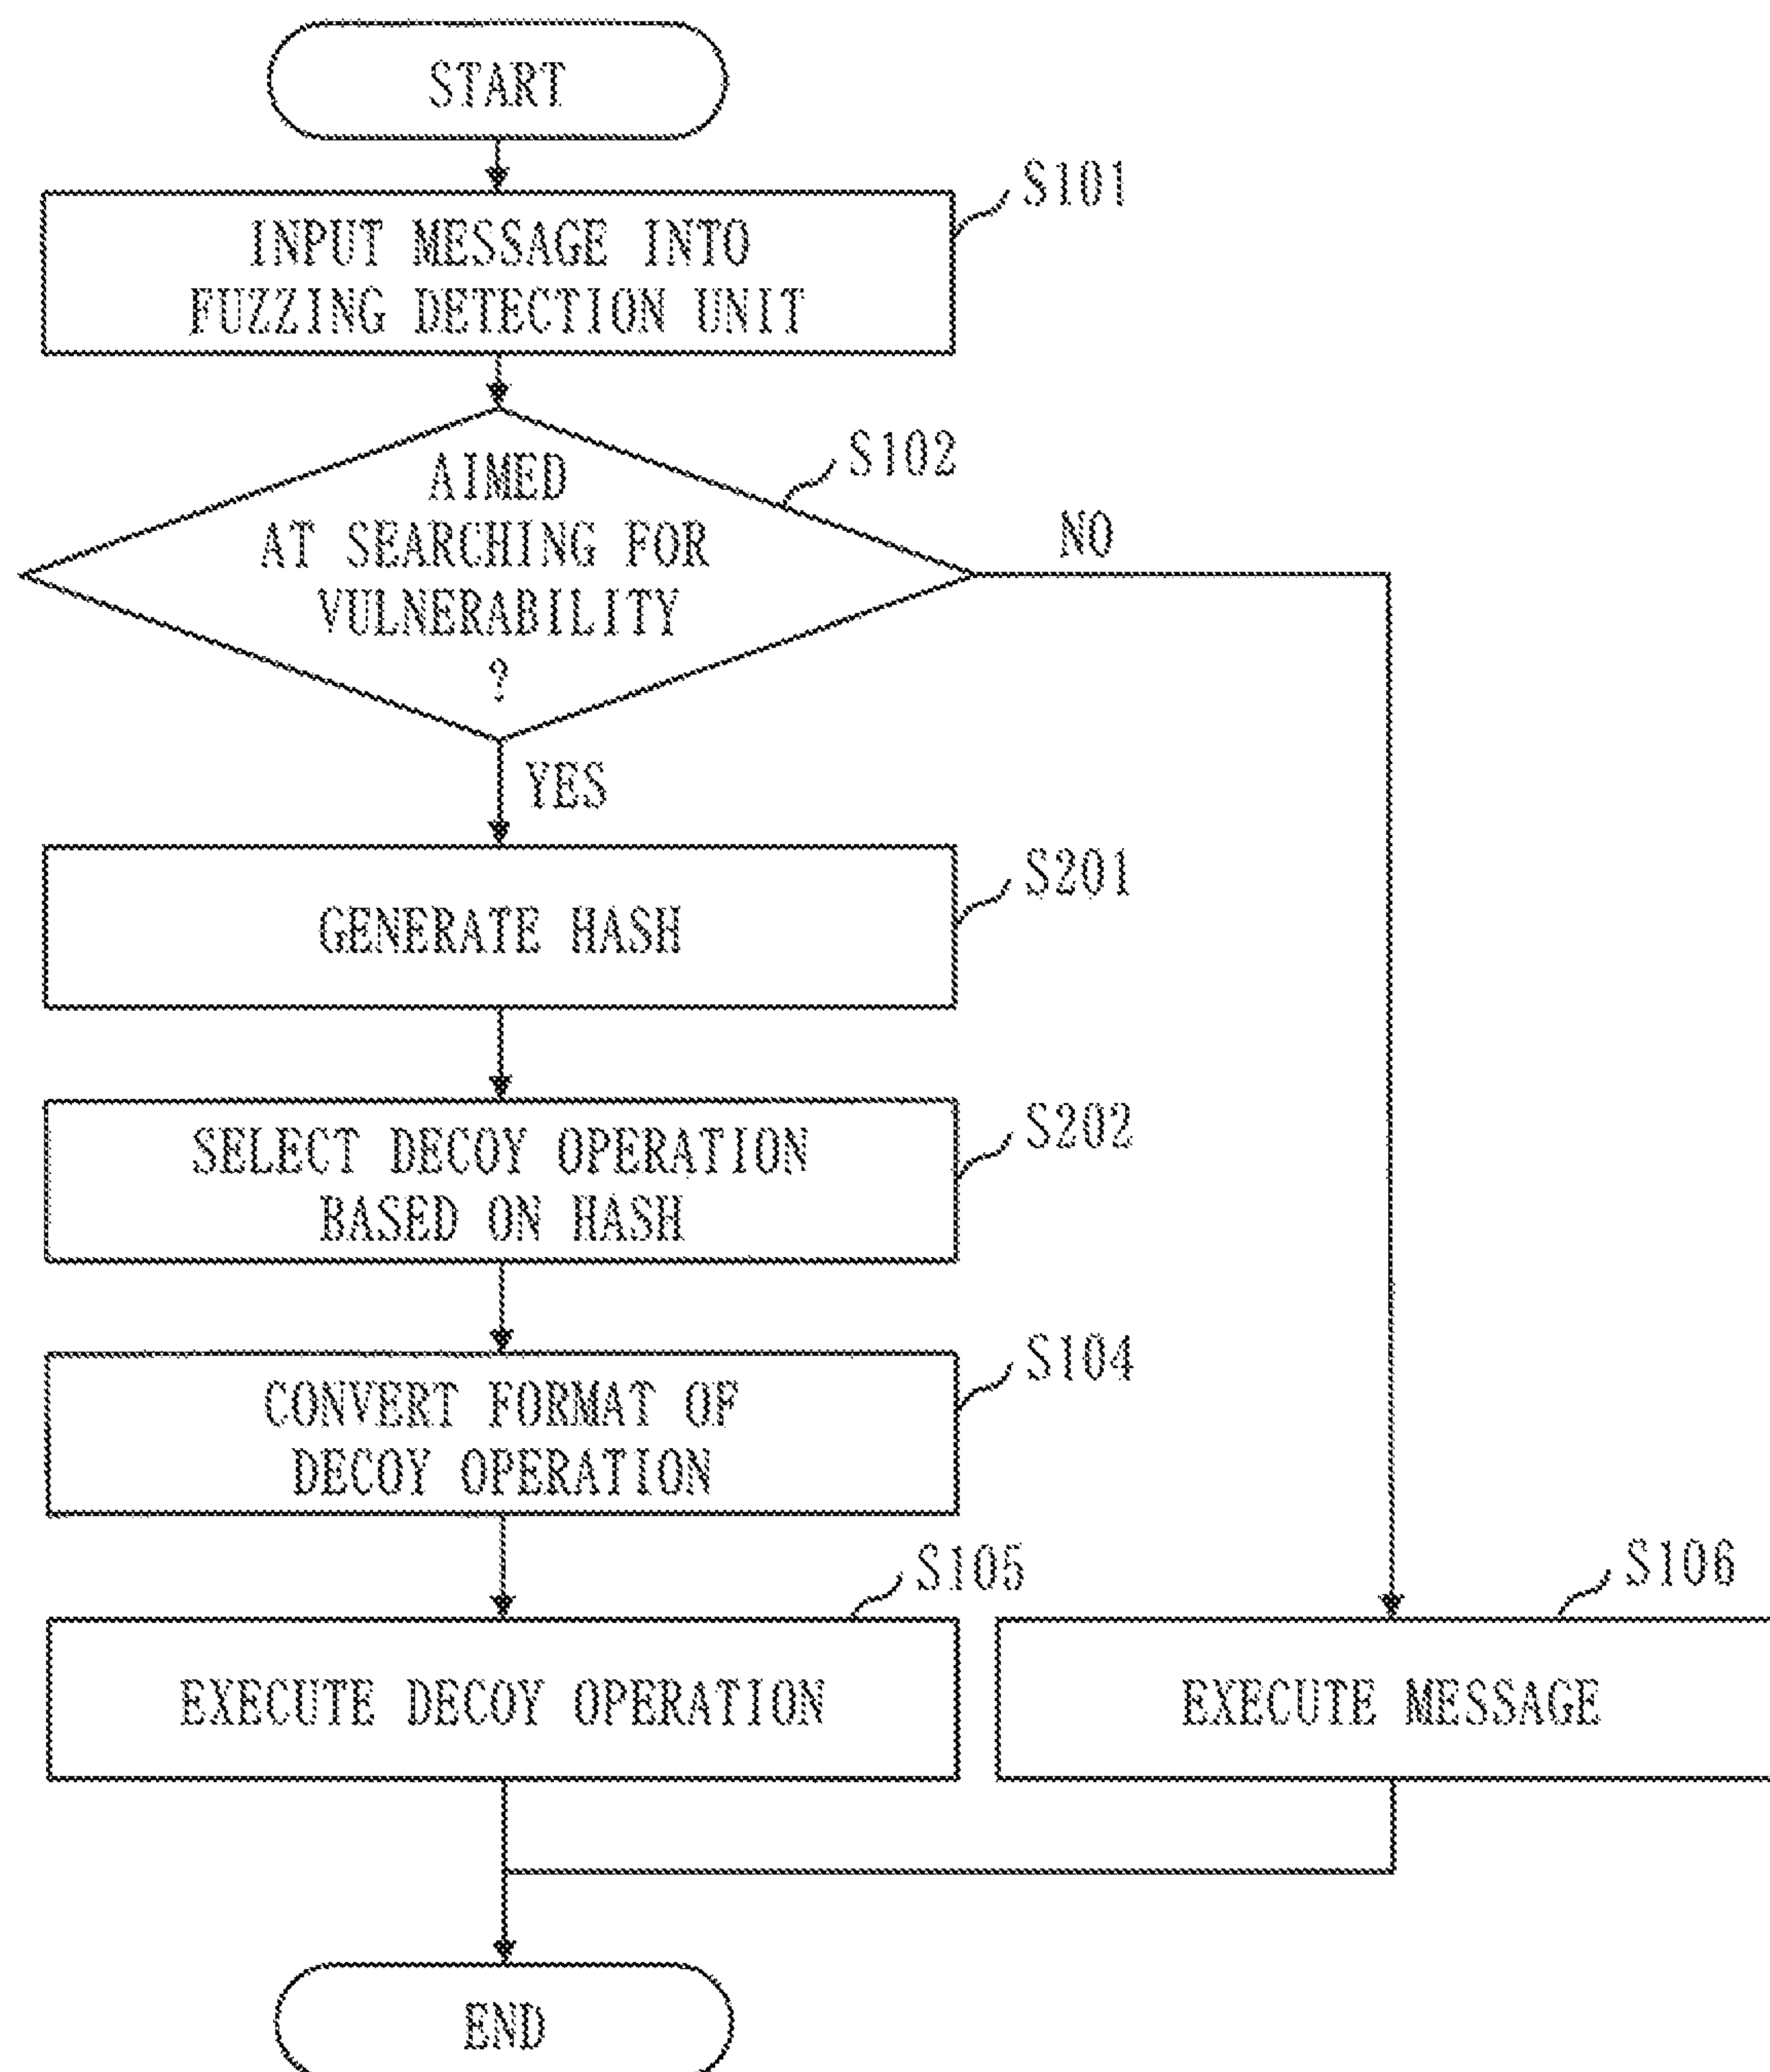 START
S101
INPUT MESSAGE INTO
FUZZING DETECTION UNIT
S102
AIMED
AT SEARCHING FOR
VULNERABILITY
?
NO
YES
S201
GENERATE HASH
S202
SELECT DECOY OPERATION
BASED ON HASH
S104
CONVERT FORMAT OF
DECOY OPERATION
S105
EXECUTE DECOY OPERATION
S106
EXECUTE MESSAGE
END